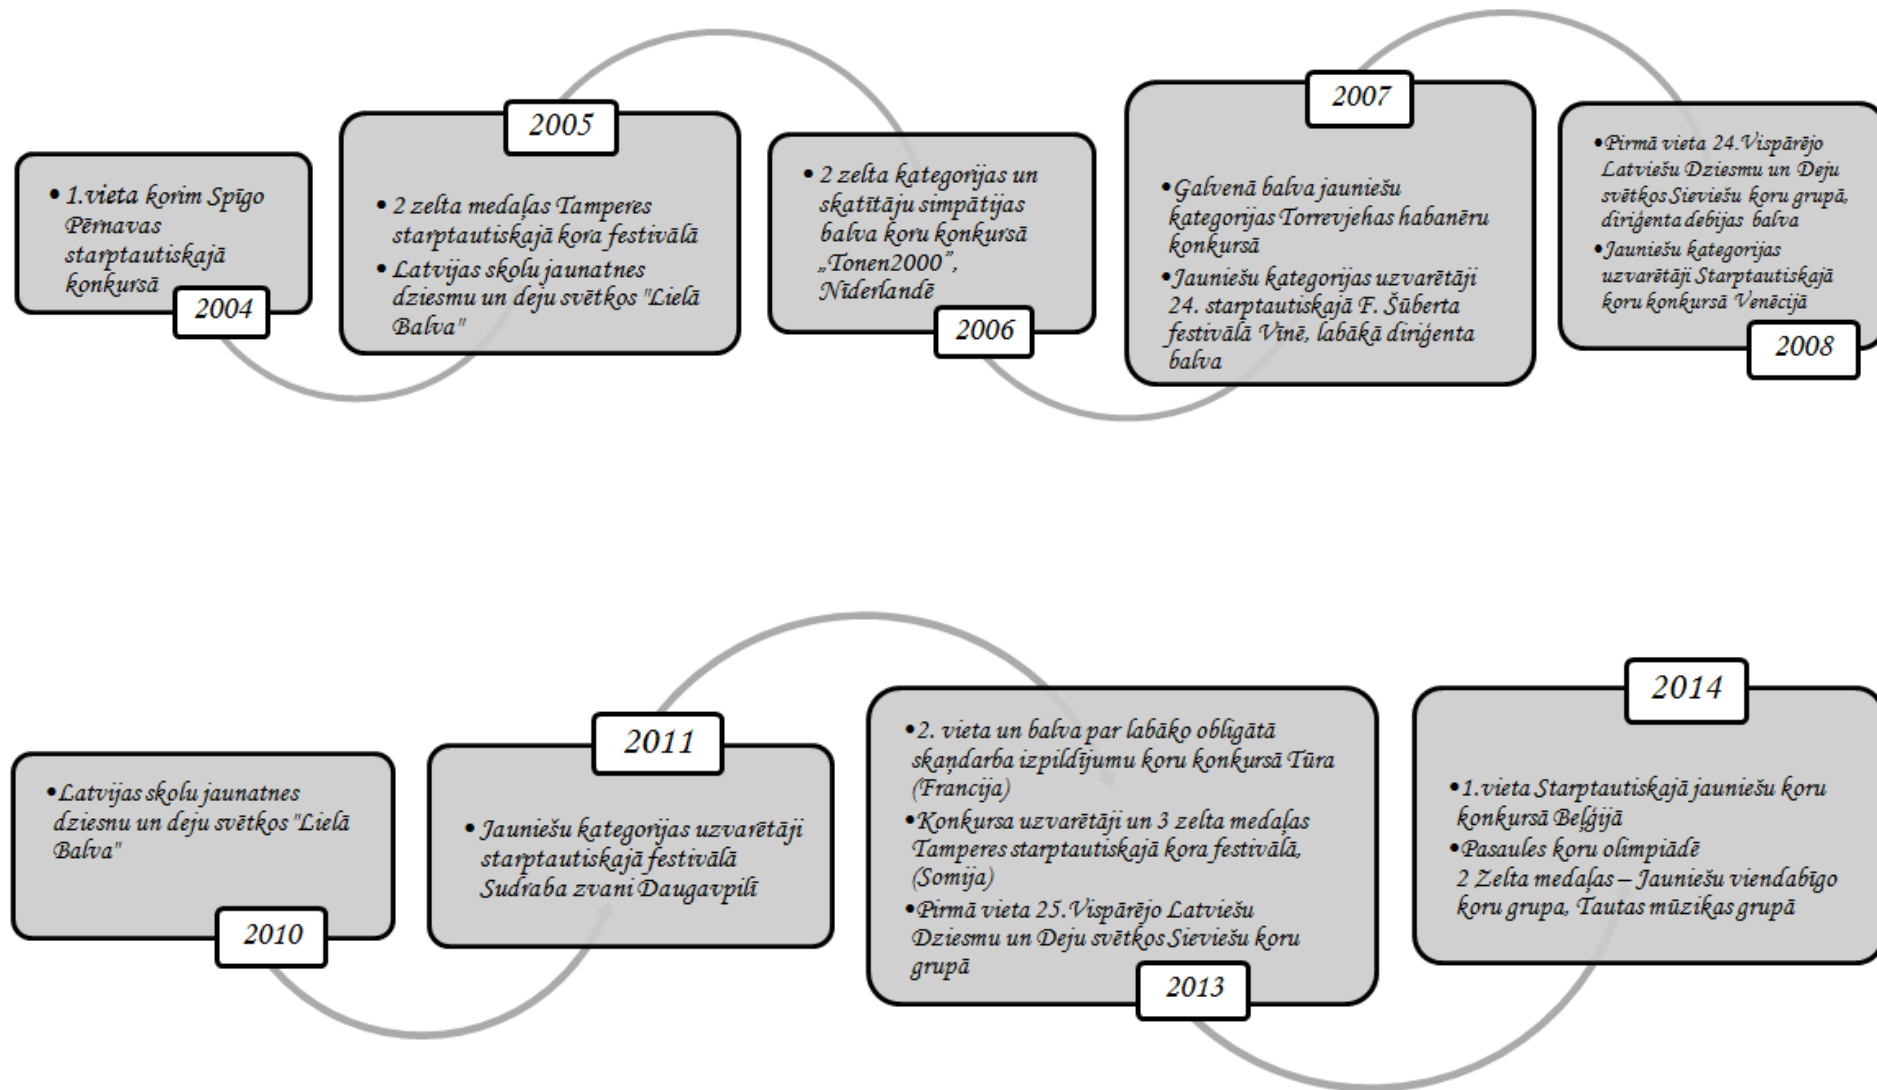 • 1.vieta korim Spīgo
Pērnavas
starptautiskajā
konkursā
2004
2005
• 2 zelta medaļas Tamperes
starptautiskajā kora festivālā
• Latvijas skolu jaunatnes
dziesmu un deju svētkos "Lielā
Balva"
• 2 zelta kategorijas un
skatītāju simpātijas
balva koru konkursā
„Tonen2000”,
Nīderlandē
2006
2007
• Galvenā balva jauniešu
kategorijas Torrevjehas habanēru
konkursā
• Jauniešu kategorijas uzvarētāji
24. starptautiskajā F. Šūberta
festivālā Vīnē, labākā diriģenta
balva
• Pirmā vieta 24.Vispārējo
Latviešu Dziesmu un Deju
svētkos Sieviešu koru grupā,
diriģenta debijas balva
• Jauniešu kategorijas
uzvarētāji Starptautiskajā
koru konkursā Venēcijā
2008
• Latvijas skolu jaunatnes
dziesnu un deju svētkos "Lielā
Balva"
2010
2011
• Jauniešu kategorijas uzvarētāji
starptautiskajā festivālā
Sudraba zvani Daugavpilī
• 2. vieta un balva par labāko obligātā
skaņdarba izpildījumu koru konkursā Tūra
(Francija)
• Konkursa uzvarētāji un 3 zelta medaļas
Tamperes starptautiskajā kora festivālā,
(Somija)
• Pirmā vieta 25.Vispārējo Latviešu
Dziesmu un Deju svētkos Sieviešu koru
grupā
2013
2014
• 1.vieta Starptautiskajā jauniešu koru
konkursā Beļģijā
• Pasaules koru olimpiādē
2 Zelta medaļas – Jauniešu viendabīgo
koru grupa, Tautas mūzikas grupā